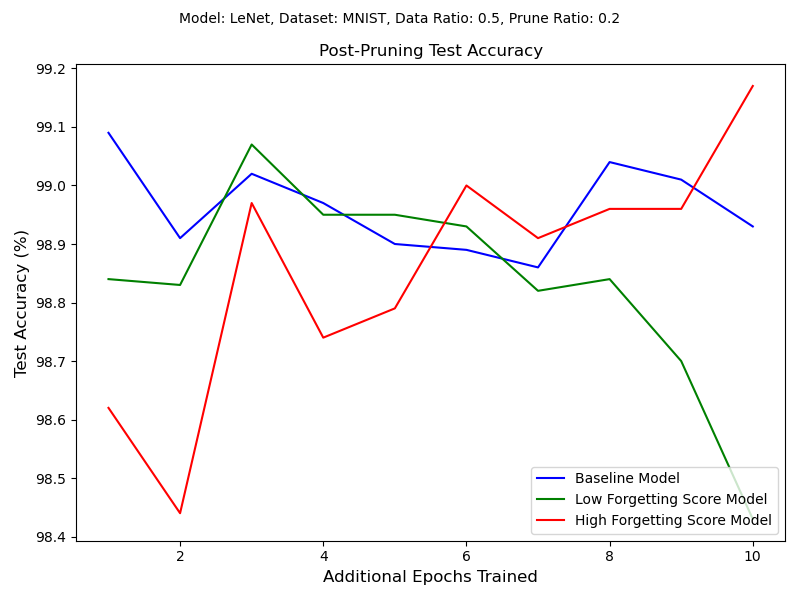 Model: LeNet, Dataset: MNIST, Data Ratio: 0.5, Prune Ratio: 0.2
Post-Pruning Test Accuracy
99.2
99.1
99.0
98.9
98.8
98.7
98.6
98.5
98.4
Test Accuracy (%)
Baseline Model
Low Forgetting Score Model
High Forgetting Score Model
2 4 6 8 10
Additional Epochs Trained